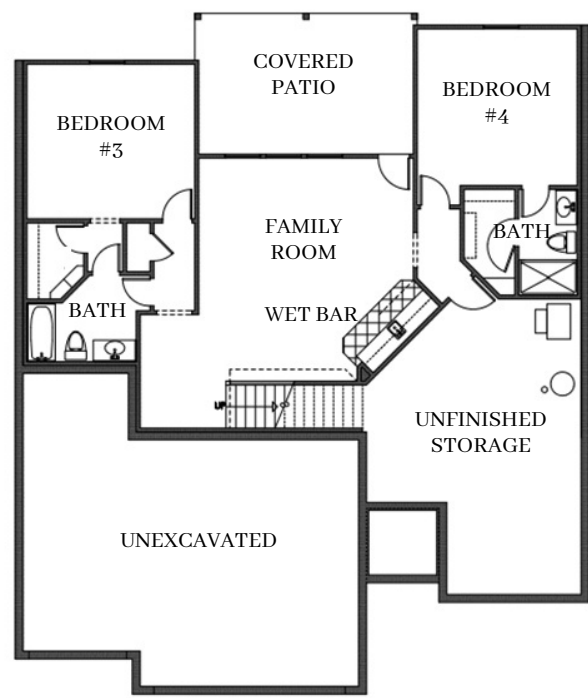 COVERED
PATIO
BEDROOM
#3
BEDROOM
#4
FAMILY
ROOM
BATH
WET BAR
BATH
UP
UNFINISHED
STORAGE
UNEXCAVATED